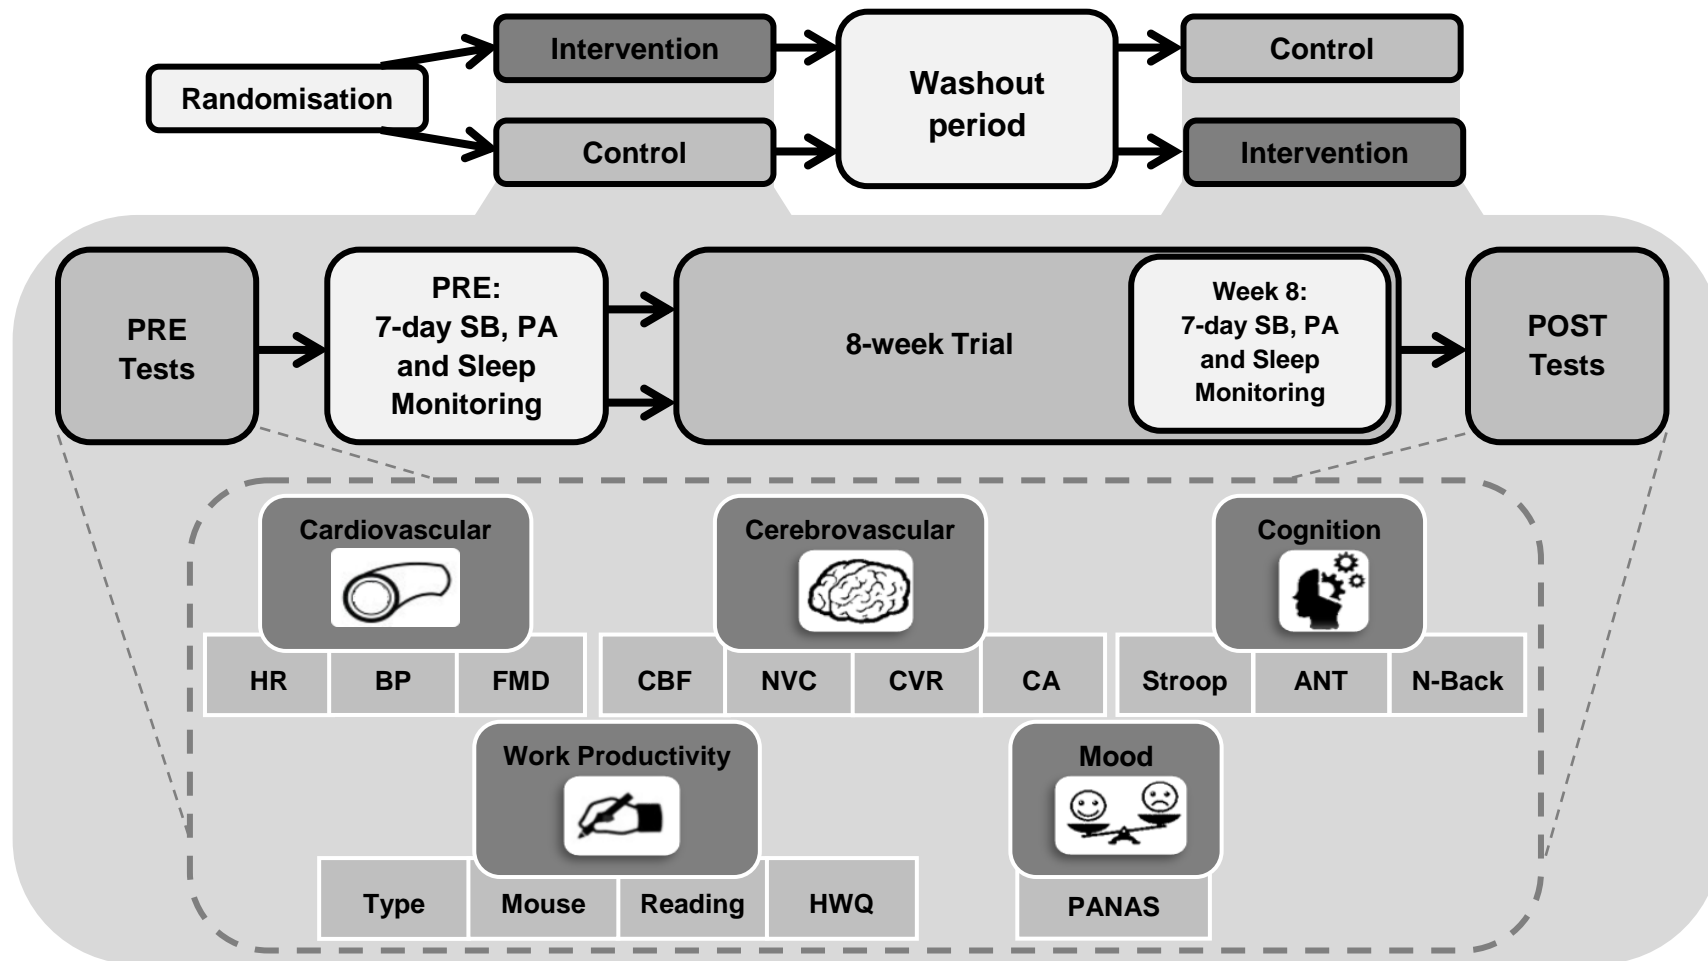 Intervention
Control
Randomisation
Washout
period
Control
Intervention
PRE
Tests
PRE:
7-day SB, PA
and Sleep
Monitoring
8-week Trial
Week 8:
7-day SB, PA
and Sleep
Monitoring
POST
Tests
Cardiovascular
HR BP FMD
Cerebrovascular
CBF NVC CVR CA
Cognition
Stroop ANT N-Back
Work Productivity
Type Mouse Reading HWQ
Mood
PANAS